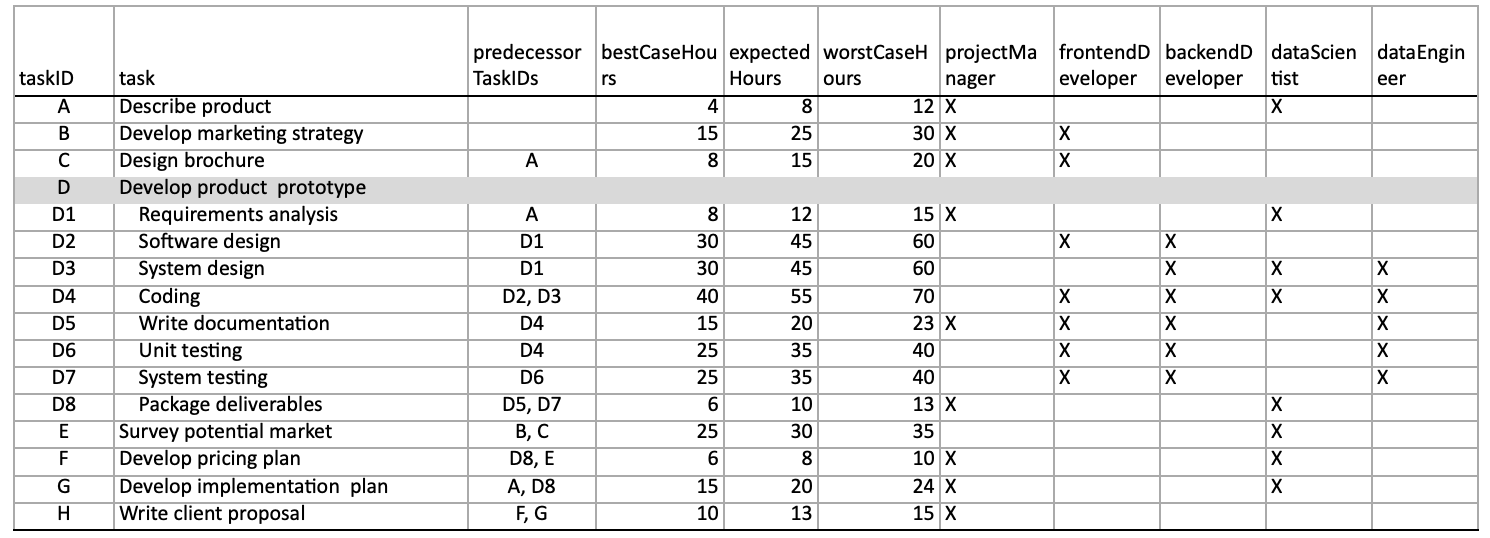 taskID task predecessorTaskIDs bestCaseHours expectedHours worstCaseHours projectManager frontendDeveloper backendDeveloper dataScientist dataEngineer
A Describe product 4 8 12 X X
B Develop marketing strategy 15 25 30 X X
C Design brochure A 8 15 20 X X
D Develop product prototype
D1 Requirements analysis A 8 12 15 X X
D2 Software design D1 30 45 60 X X
D3 System design D1 30 45 60 X X X
D4 Coding D2, D3 40 55 70 X X X X
D5 Write documentation D4 15 20 23 X X X X
D6 Unit testing D4 25 35 40 X X X
D7 System testing D6 25 35 40 X X X
D8 Package deliverables D5, D7 6 10 13 X X
E Survey potential market B, C 25 30 35 X
F Develop pricing plan D8, E 6 8 10 X X
G Develop implementation plan A, D8 15 20 24 X X
H Write client proposal F, G 10 13 15 X